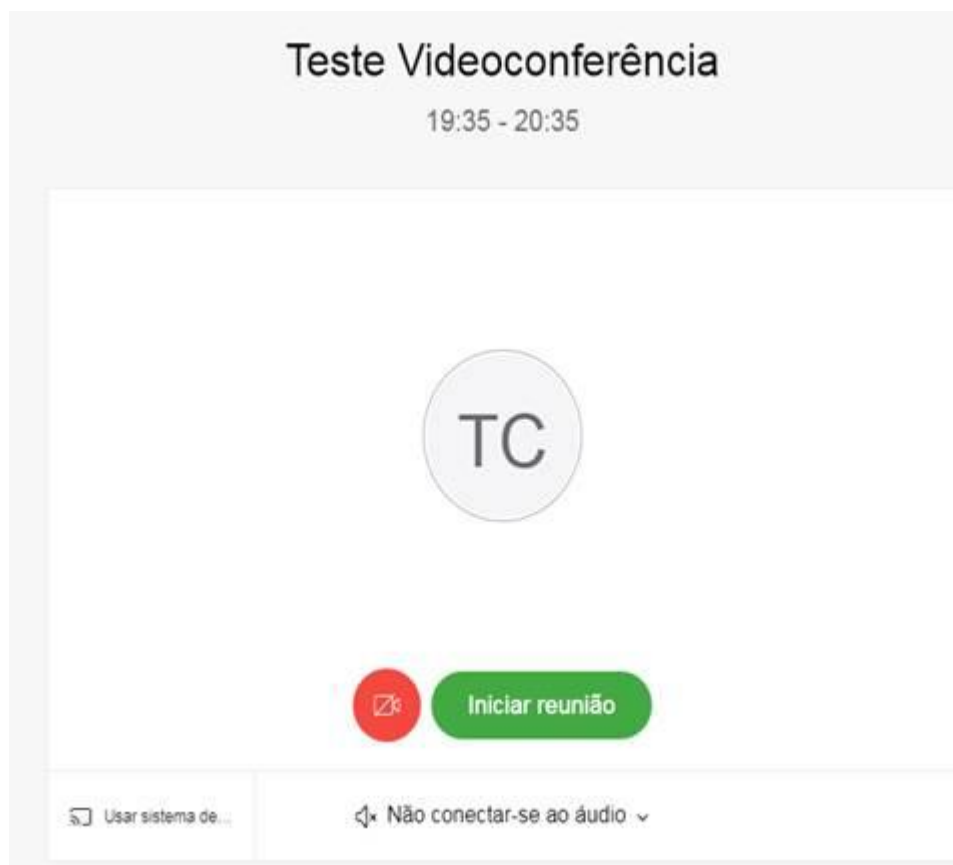 Teste Videoconferência
19:35 - 20:35
TC
Iniciar reunião
Usar sistema de...
Não conectar-se ao áudio